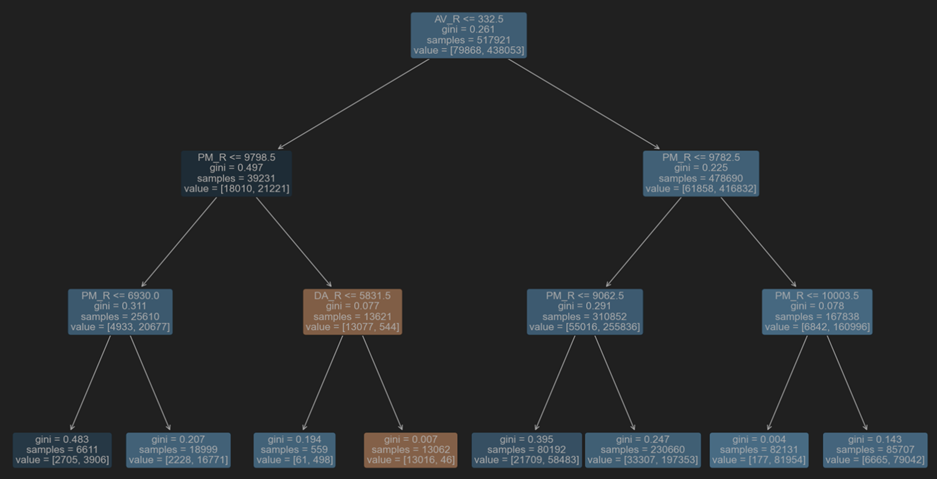 AV_R <= 332.5
gini = 0.261
samples = 517921
value = [79868, 438053]
PM_R <= 9798.5
gini = 0.497
samples = 39231
value = [18010, 21221]
PM_R <= 9782.5
gini = 0.225
samples = 478690
value = [61858, 416832]
PM_R <= 6930.0
gini = 0.311
samples = 25610
value = [4933, 20677]
DA_R <= 5831.5
gini = 0.077
samples = 13621
value = [13077, 544]
PM_R <= 9062.5
gini = 0.291
samples = 310852
value = [55016, 255836]
PM_R <= 10003.5
gini = 0.078
samples = 167838
value = [6842, 160996]
gini = 0.483
samples = 6611
value = [2705, 3906]
gini = 0.207
samples = 18999
value = [2228, 16771]
gini = 0.194
samples = 559
value = [61, 498]
gini = 0.007
samples = 13062
value = [13016, 46]
gini = 0.395
samples = 80192
value = [21709, 58483]
gini = 0.247
samples = 230660
value = [33307, 197353]
gini = 0.004
samples = 82131
value = [177, 81954]
gini = 0.143
samples = 85707
value = [6665, 79042]